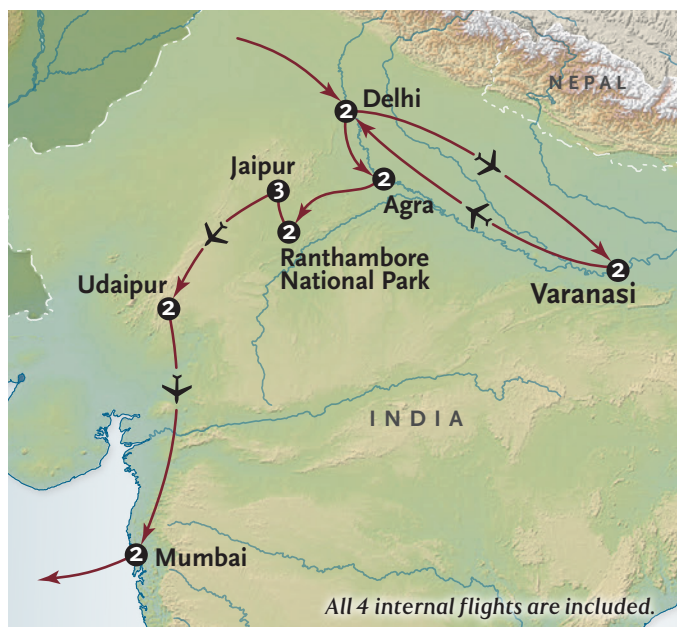 NEPAL
2 Delhi
Jaipur
3
2
Agra
2
Ranthambore
National Park
2
Varanasi
Udaipur
2
INDIA
2 Mumbai
All 4 internal flights are included.